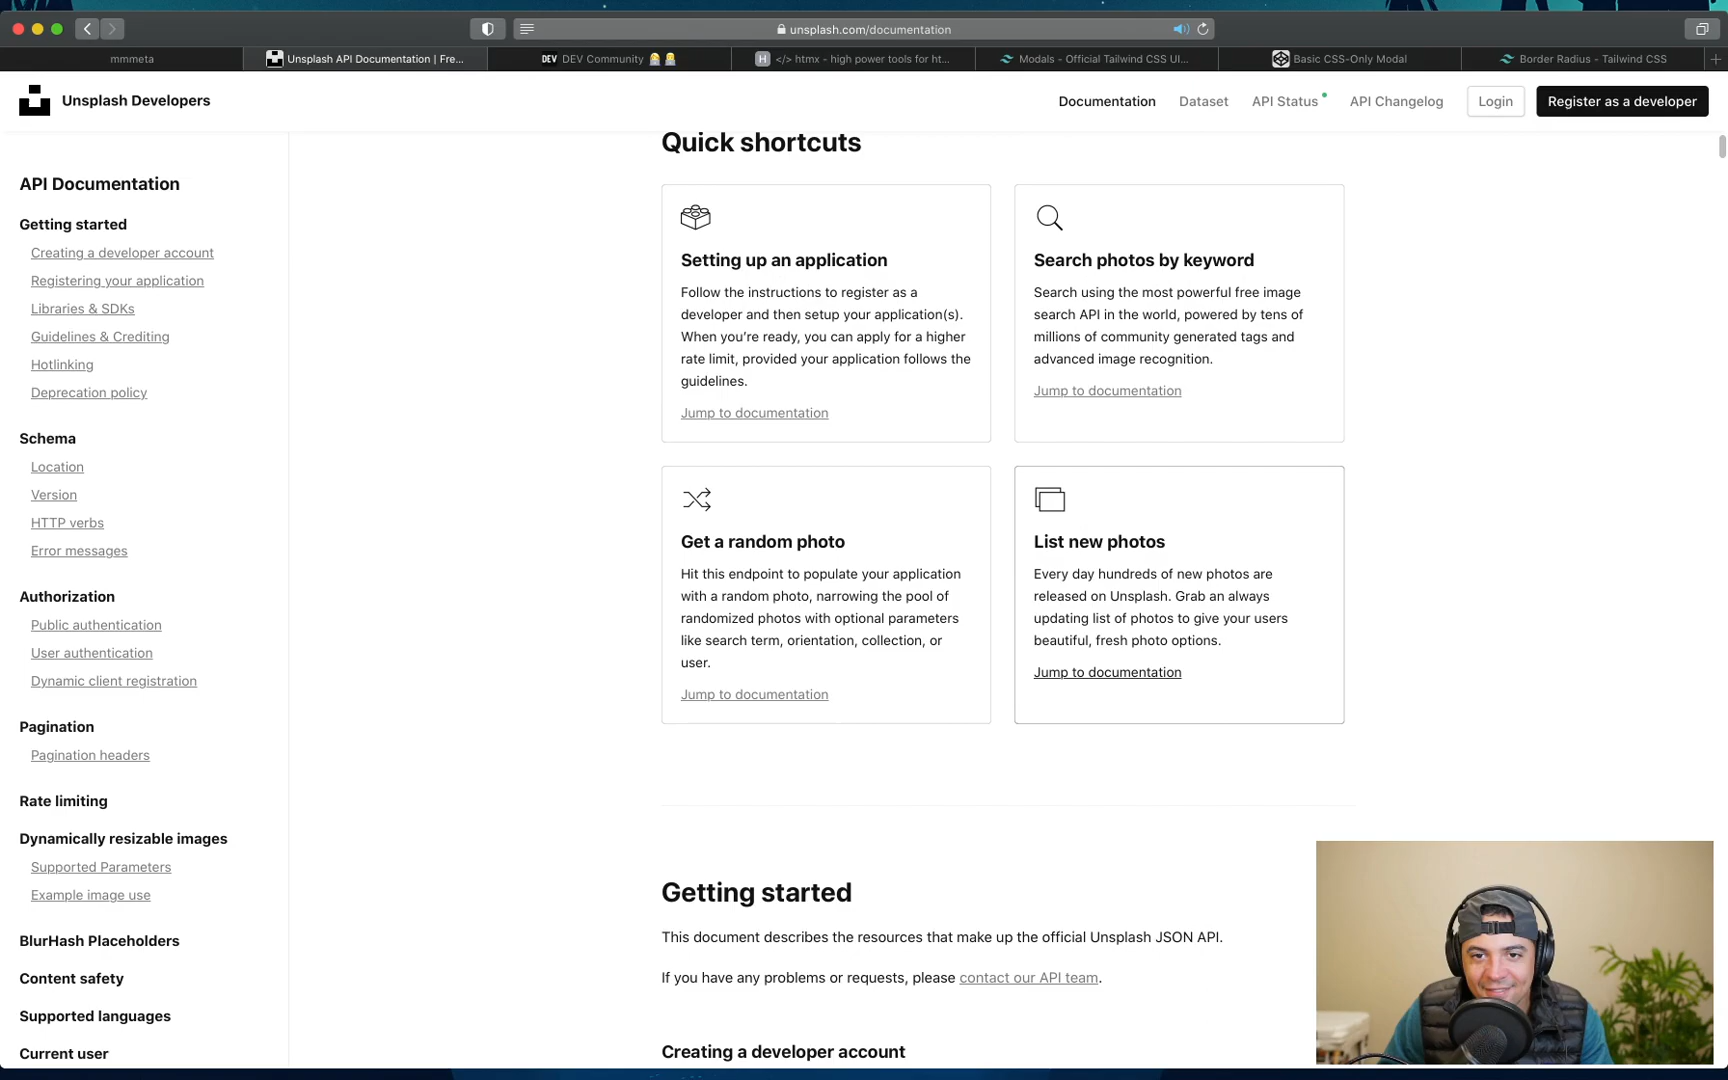 unsplash.com/documentation
mmmeta
Unsplash API Documentation | Fre...
DEV DEV Community 👩‍💻👨‍💻
H </> htmx - high power tools for ht...
Modals - Official Tailwind CSS UI...
Basic CSS-Only Modal
Border Radius - Tailwind CSS
Unsplash Developers
Documentation
Dataset
API Status
API Changelog
Login
Register as a developer
API Documentation
Getting started
Creating a developer account
Registering your application
Libraries & SDKs
Guidelines & Crediting
Hotlinking
Deprecation policy
Schema
Location
Version
HTTP verbs
Error messages
Authorization
Public authentication
User authentication
Dynamic client registration
Pagination
Pagination headers
Rate limiting
Dynamically resizable images
Supported Parameters
Example image use
BlurHash Placeholders
Content safety
Supported languages
Current user
Quick shortcuts
Setting up an application
Follow the instructions to register as a
developer and then setup your application(s).
When you’re ready, you can apply for a higher
rate limit, provided your application follows the
guidelines.
Jump to documentation
Search photos by keyword
Search using the most powerful free image
search API in the world, powered by tens of
millions of community generated tags and
advanced image recognition.
Jump to documentation
Get a random photo
Hit this endpoint to populate your application
with a random photo, narrowing the pool of
randomized photos with optional parameters
like search term, orientation, collection, or
user.
Jump to documentation
List new photos
Every day hundreds of new photos are
released on Unsplash. Grab an always
updating list of photos to give your users
beautiful, fresh photo options.
Jump to documentation
Getting started
This document describes the resources that make up the official Unsplash JSON API.
If you have any problems or requests, please contact our API team.
Creating a developer account